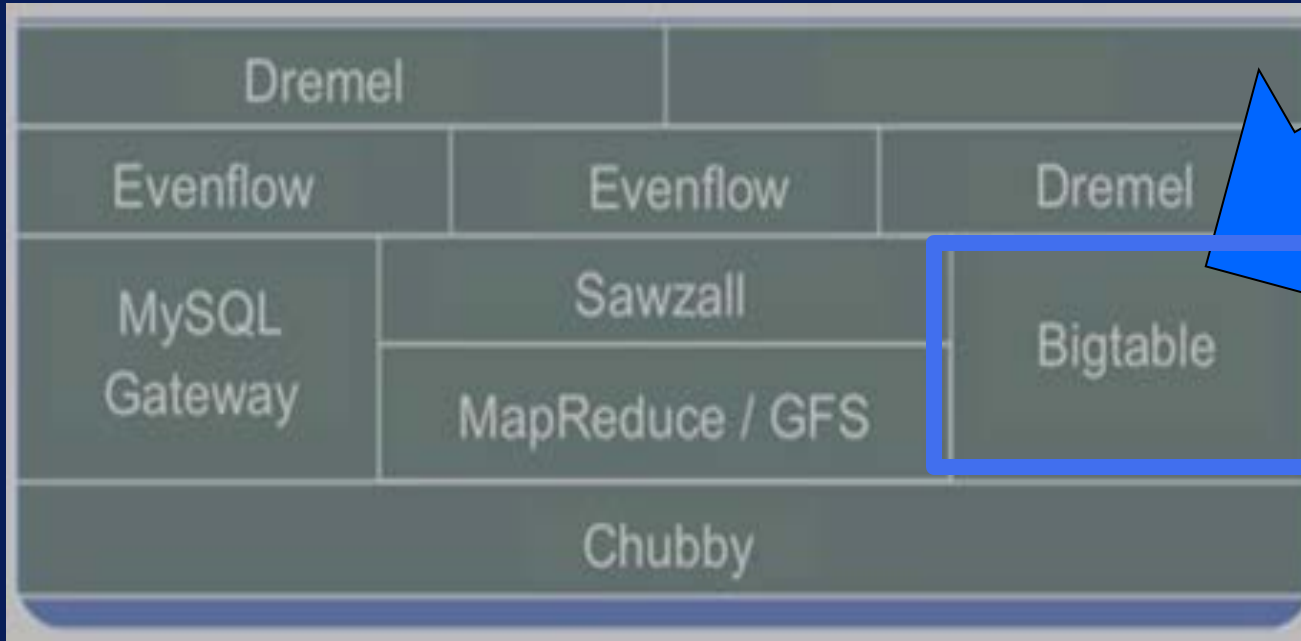 Dremel
Evenflow
Evenflow
Dremel
MySQL
Gateway
Sawzall
MapReduce / GFS
Bigtable
Chubby